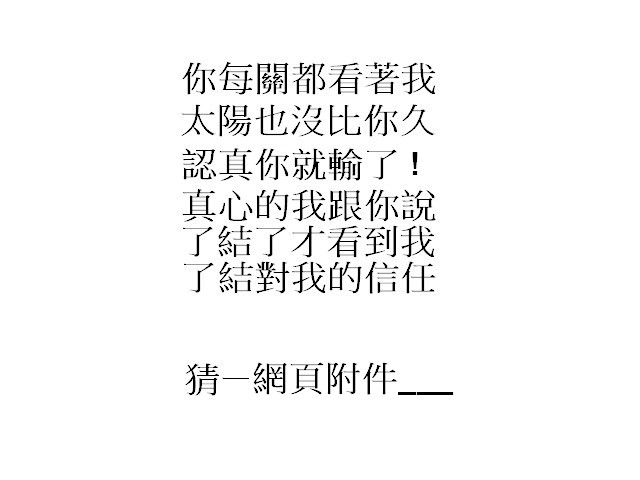 你每關都看著我
太陽也沒比你久
認真你就輸了！
真心的我跟你說
了結了才看到我
了結對我的信任
猜一網頁附件___